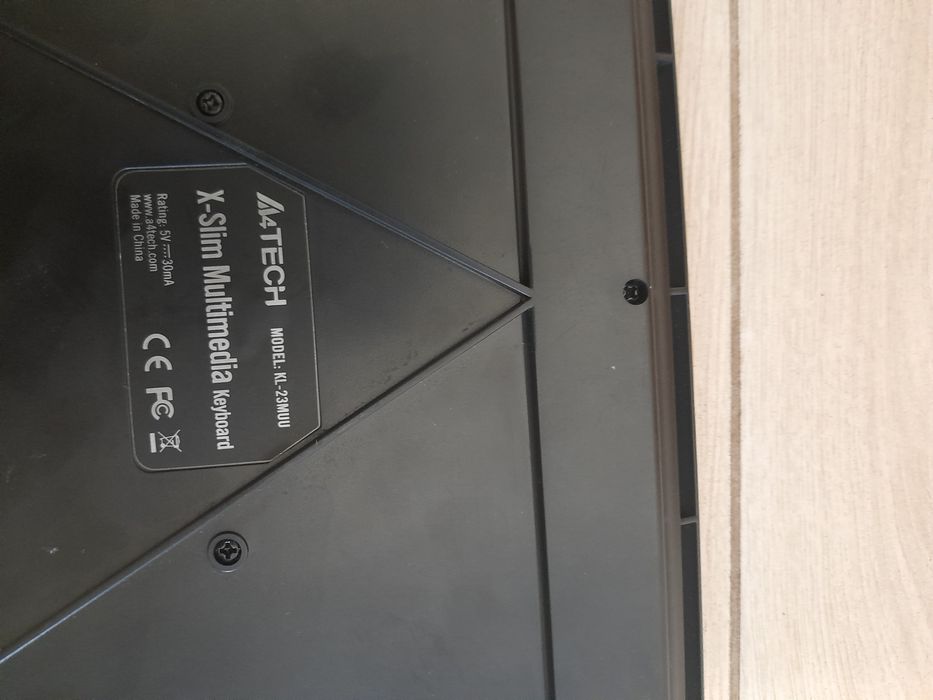 A4TECH MODEL: KL-23MUU
X-Slim Multimedia Keyboard
Rating: 5V⎓30mA
www.a4tech.com
Made in China
CE FC